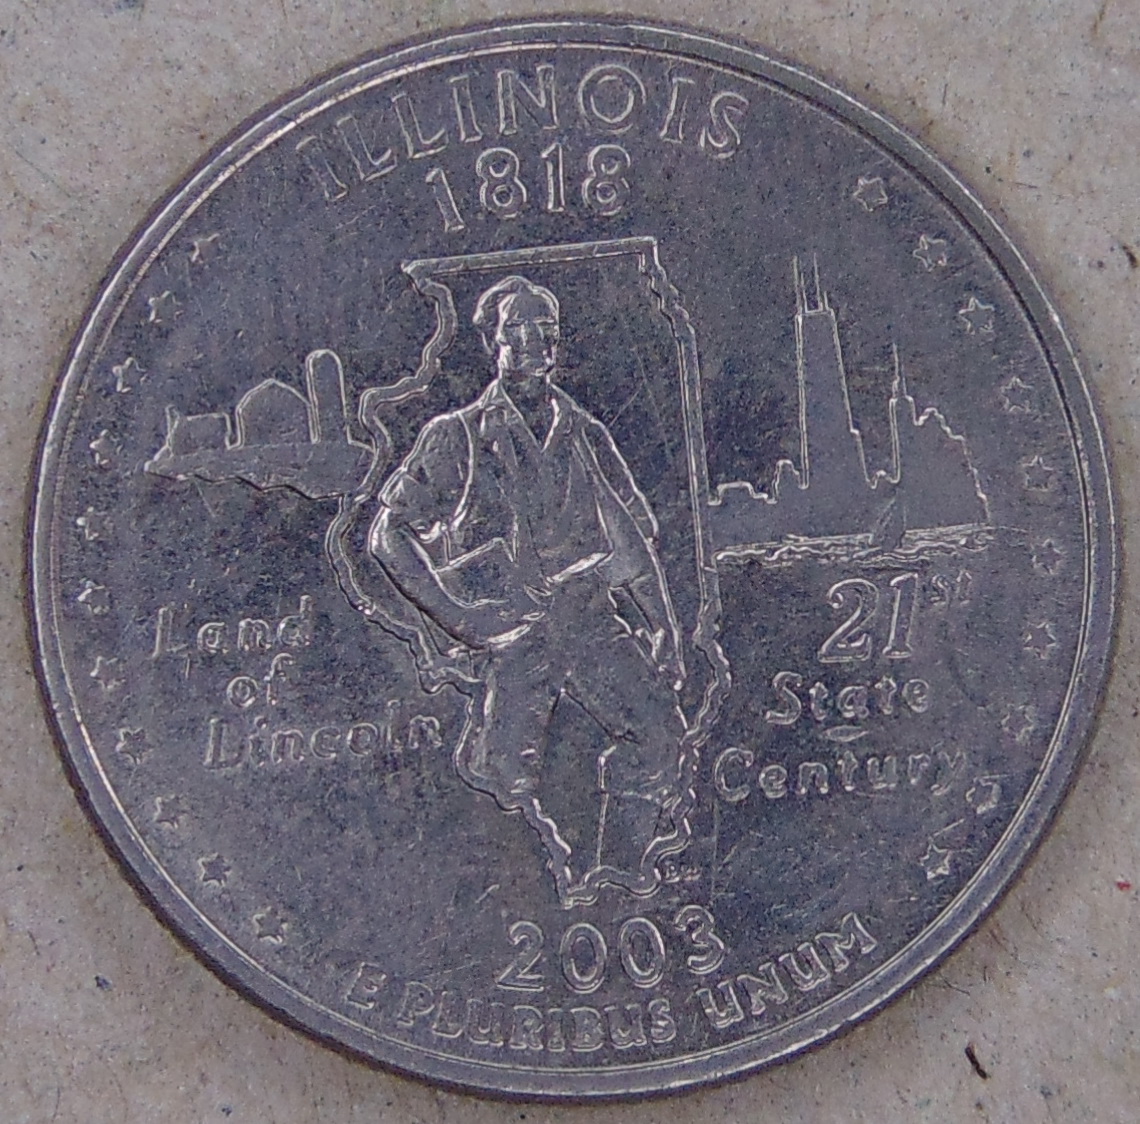 ILLINOIS
1818
Land
of
Lincoln
21st
State
Century
2003
E PLURIBUS UNUM